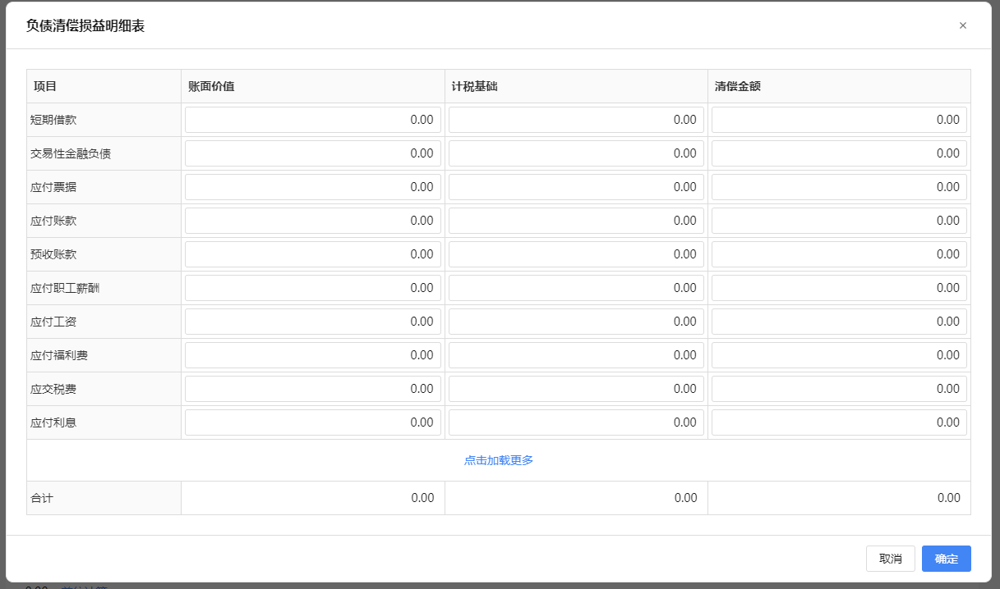 负债清偿损益明细表 ×
项目 账面价值 计税基础 清偿金额
短期借款 0.00 0.00 0.00
交易性金融负债 0.00 0.00 0.00
应付票据 0.00 0.00 0.00
应付账款 0.00 0.00 0.00
预收账款 0.00 0.00 0.00
应付职工薪酬 0.00 0.00 0.00
应付工资 0.00 0.00 0.00
应付福利费 0.00 0.00 0.00
应交税费 0.00 0.00 0.00
应付利息 0.00 0.00 0.00
点击加载更多
合计 0.00 0.00 0.00
取消 确定